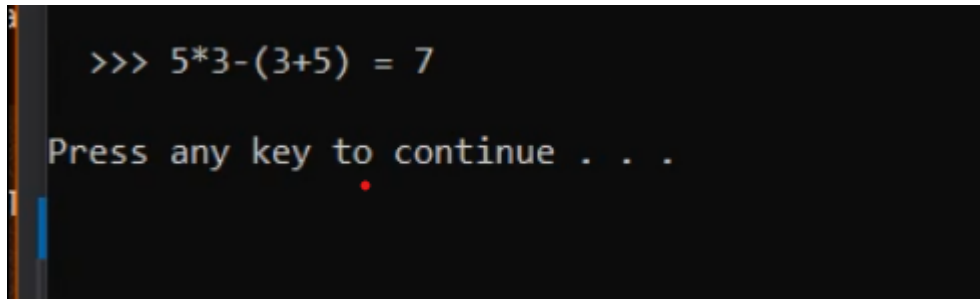 >>> 5*3-(3+5) = 7
Press any key to continue . . .